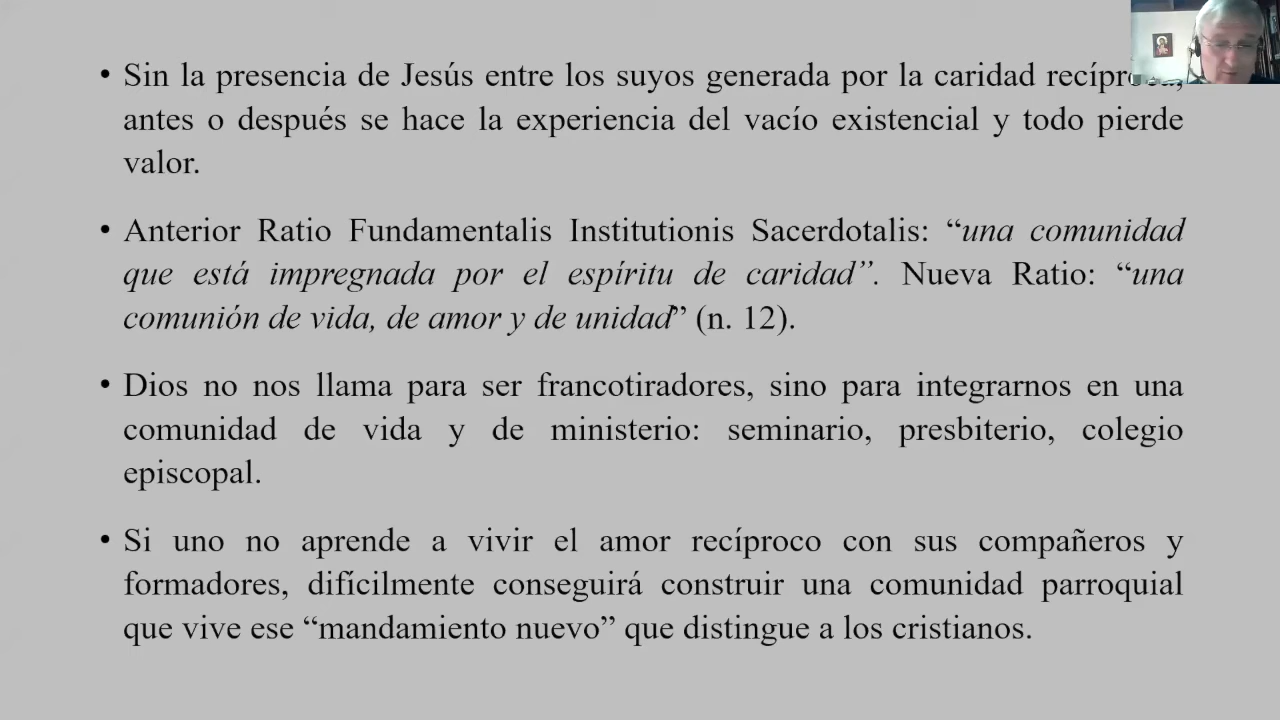 • Sin la presencia de Jesús entre los suyos generada por la caridad recíproca,
antes o después se hace la experiencia del vacío existencial y todo pierde
valor.
• Anterior Ratio Fundamentalis Institutionis Sacerdotalis: “una comunidad
que está impregnada por el espíritu de caridad”. Nueva Ratio: “una
comunión de vida, de amor y de unidad” (n. 12).
• Dios no nos llama para ser francotiradores, sino para integrarnos en una
comunidad de vida y de ministerio: seminario, presbiterio, colegio
episcopal.
• Si uno no aprende a vivir el amor recíproco con sus compañeros y
formadores, difícilmente conseguirá construir una comunidad parroquial
que vive ese “mandamiento nuevo” que distingue a los cristianos.